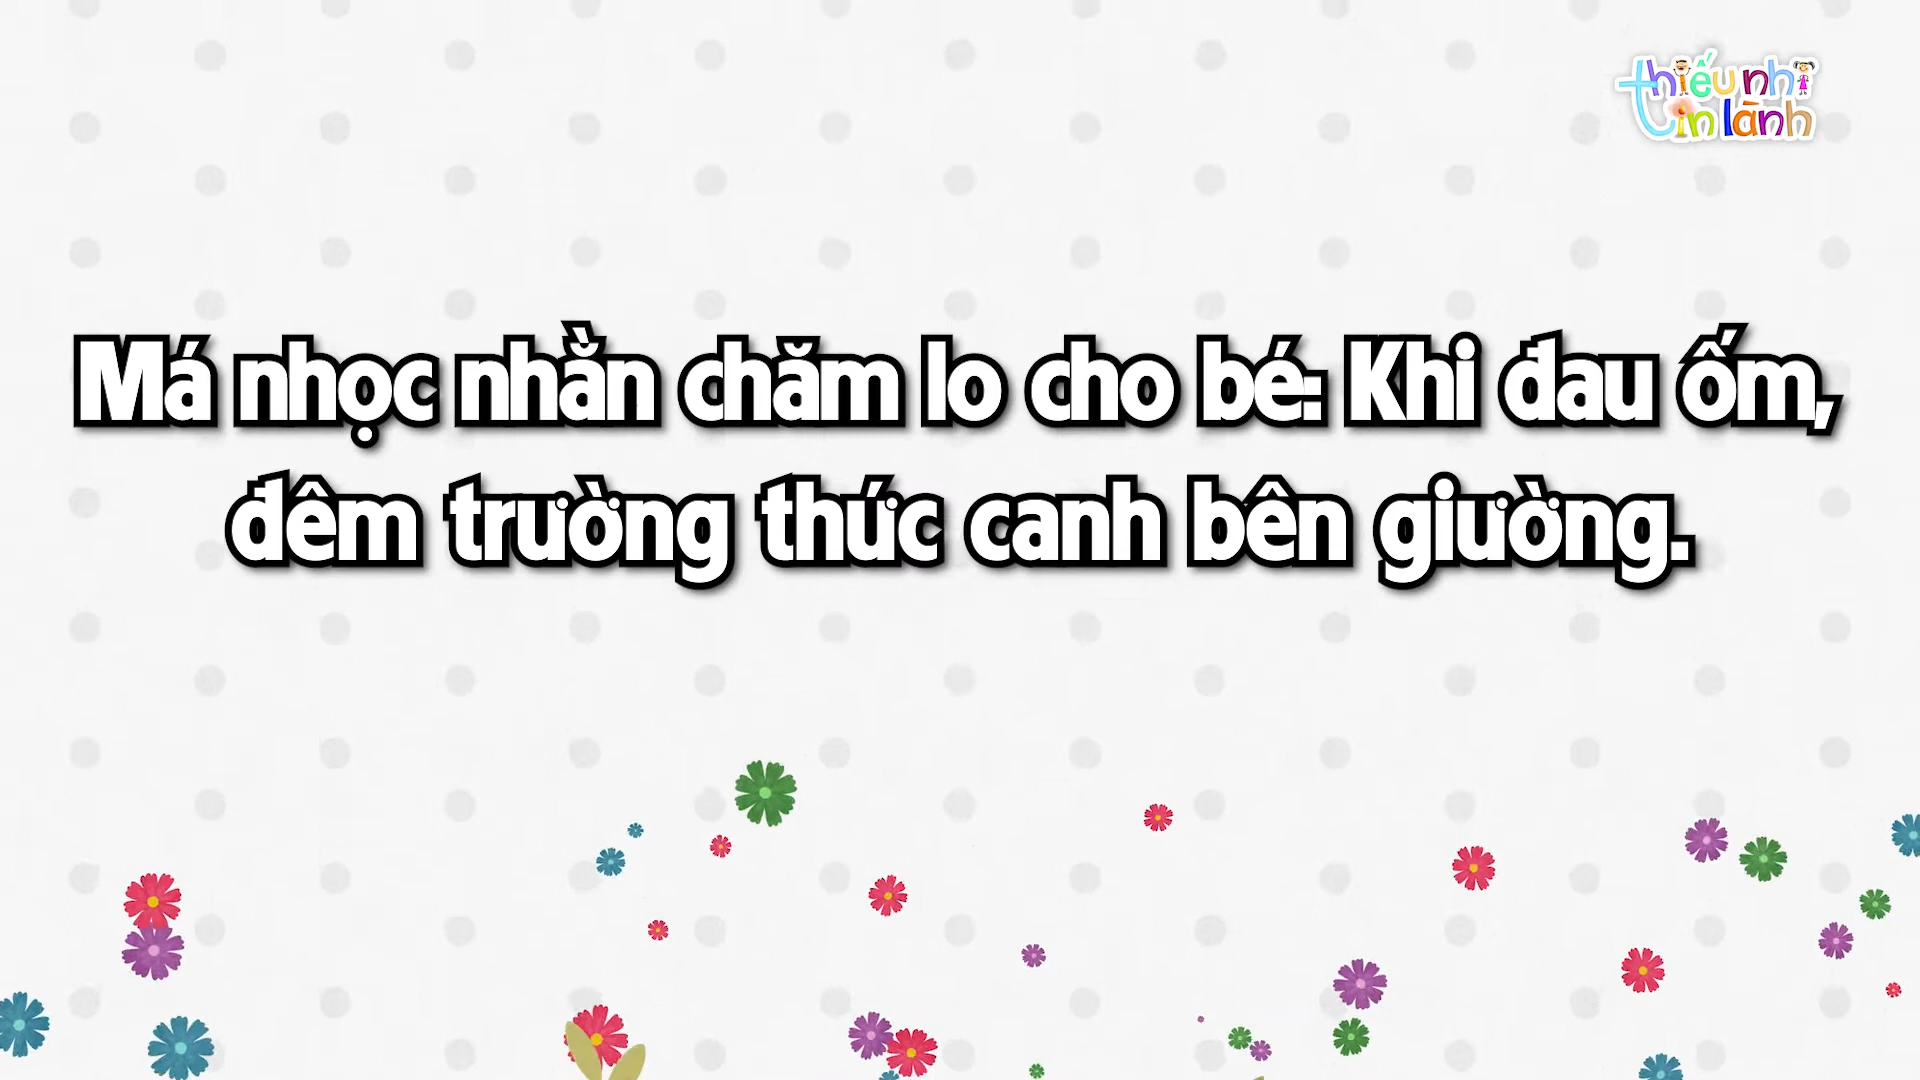 thiếu nhi
tin lành
Má nhọc nhằn chăm lo cho bé: Khi đau ốm,
đêm trường thức canh bên giường.